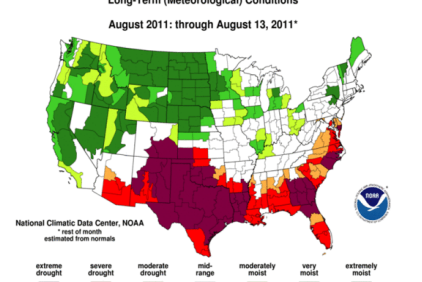 Long-Term (Meteorological) Conditions
August 2011: through August 13, 2011*
NOAA
National Climatic Data Center, NOAA
* rest of month
estimated from normals
extreme drought
severe drought
moderate drought
mid-range
moderately moist
very moist
extremely moist